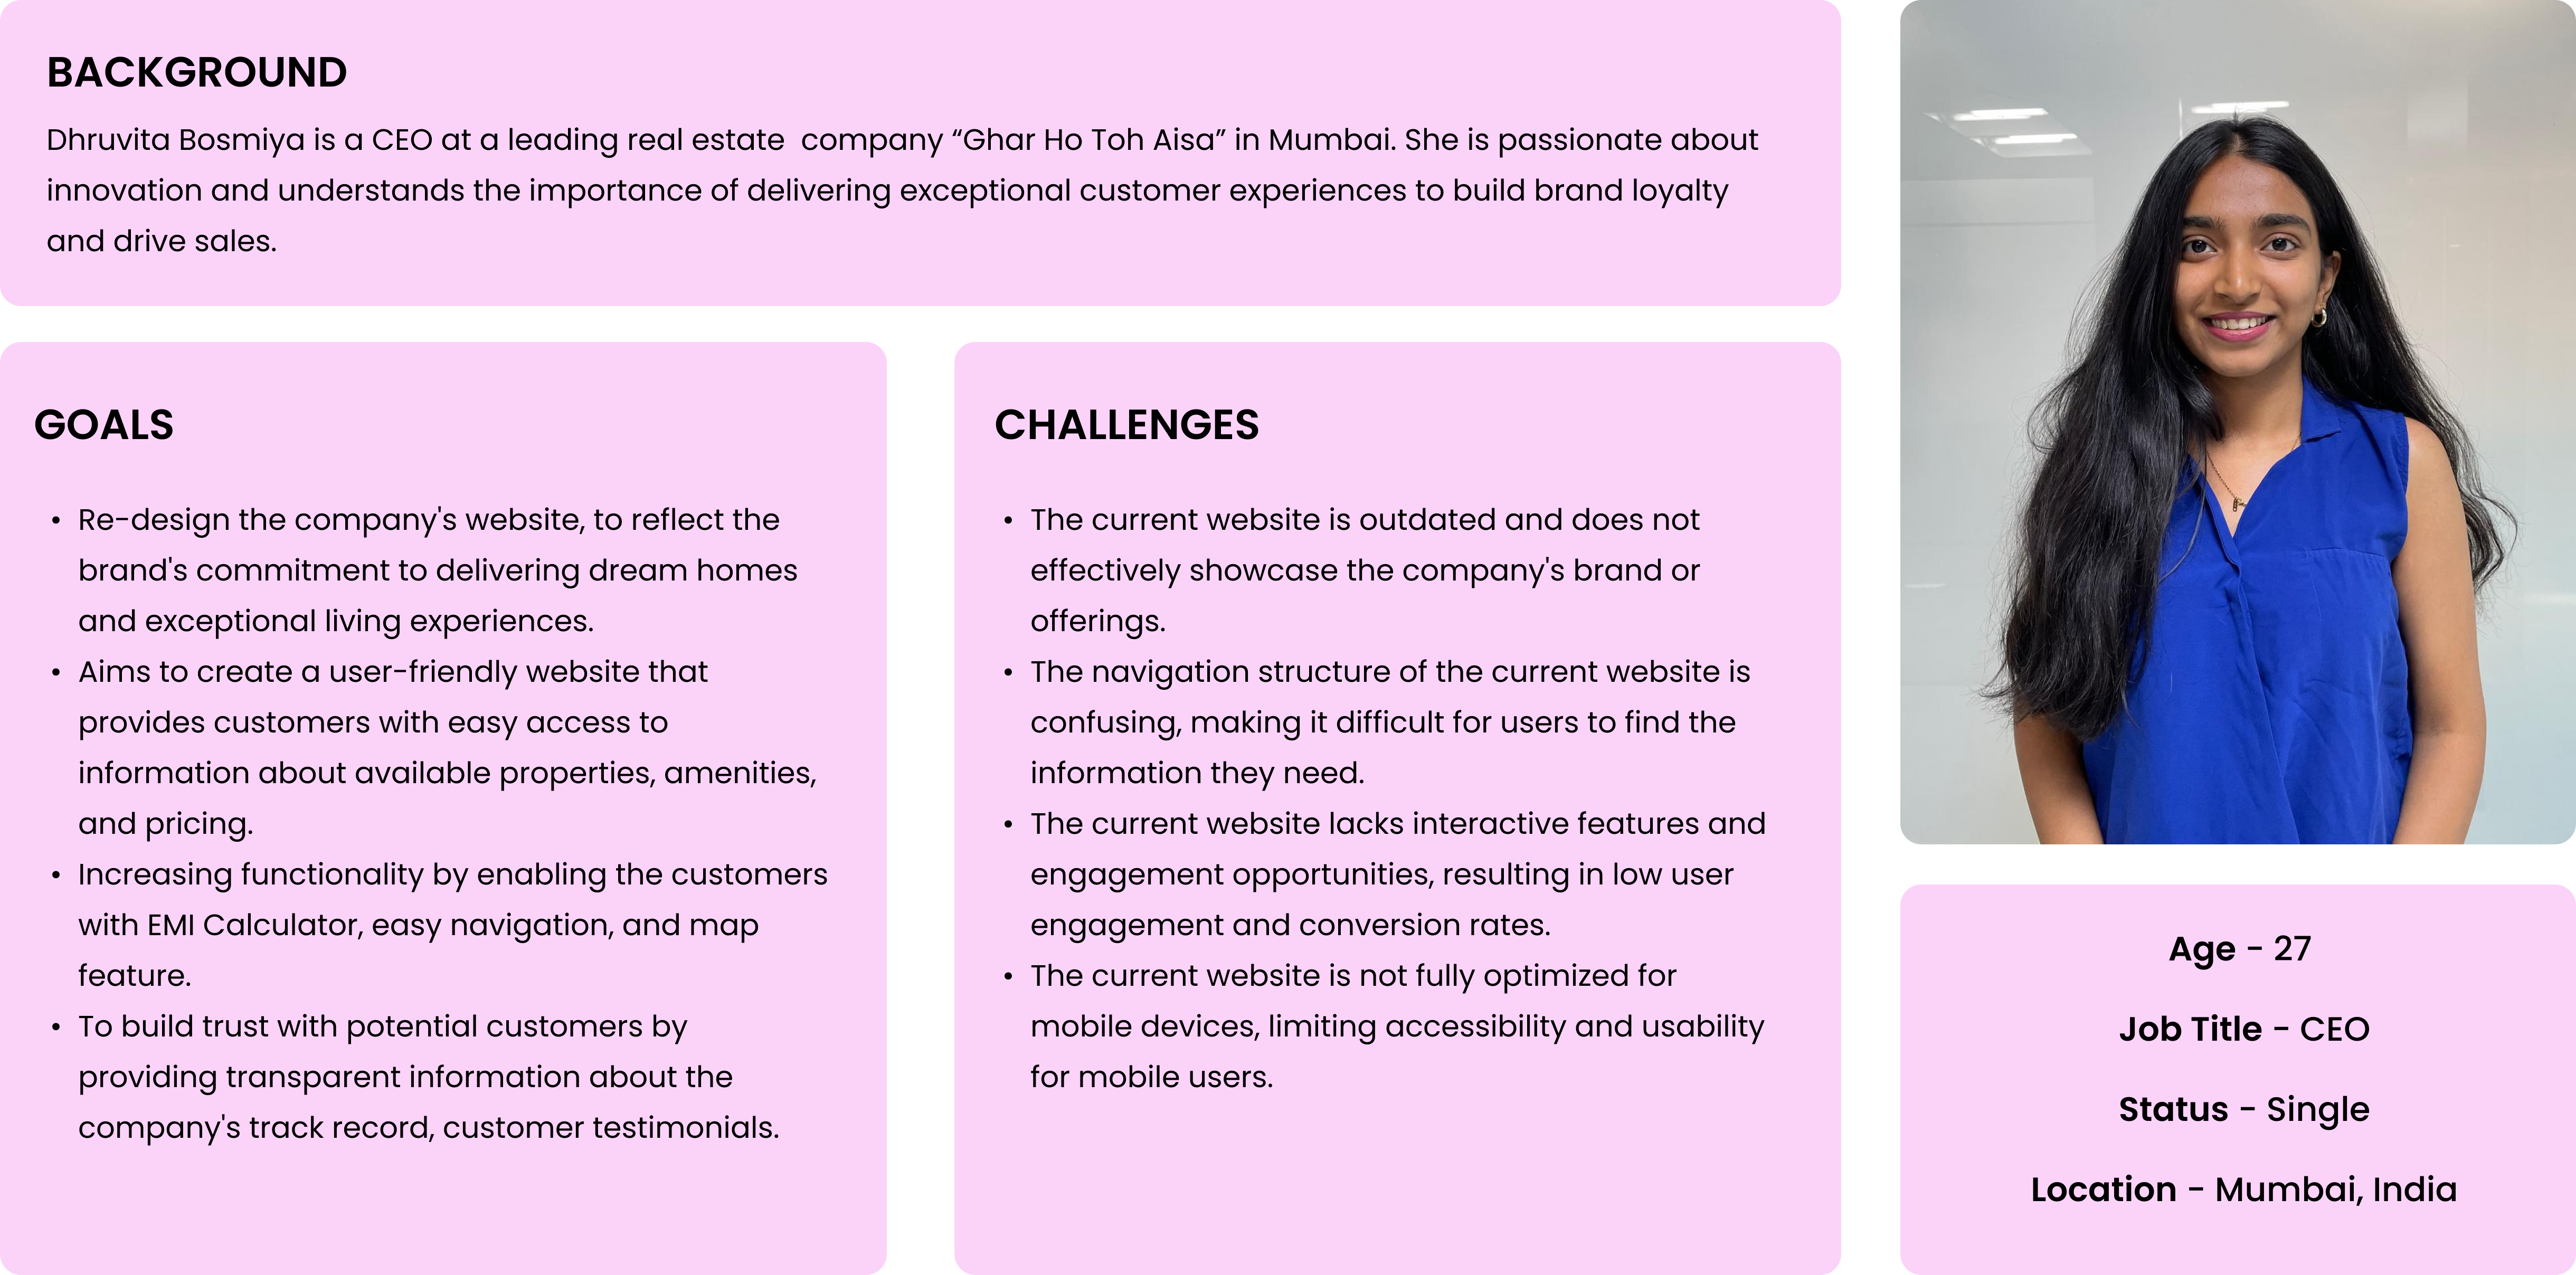 BACKGROUND
Dhruvita Bosmiya is a CEO at a leading real estate  company “Ghar Ho Toh Aisa” in Mumbai. She is passionate about
innovation and understands the importance of delivering exceptional customer experiences to build brand loyalty
and drive sales.
GOALS
• Re-design the company's website, to reflect the
brand's commitment to delivering dream homes
and exceptional living experiences.
• Aims to create a user-friendly website that
provides customers with easy access to
information about available properties, amenities,
and pricing.
• Increasing functionality by enabling the customers
with EMI Calculator, easy navigation, and map
feature.
• To build trust with potential customers by
providing transparent information about the
company's track record, customer testimonials.
CHALLENGES
• The current website is outdated and does not
effectively showcase the company's brand or
offerings.
• The navigation structure of the current website is
confusing, making it difficult for users to find the
information they need.
• The current website lacks interactive features and
engagement opportunities, resulting in low user
engagement and conversion rates.
• The current website is not fully optimized for
mobile devices, limiting accessibility and usability
for mobile users.
Age - 27
Job Title - CEO
Status - Single
Location - Mumbai, India